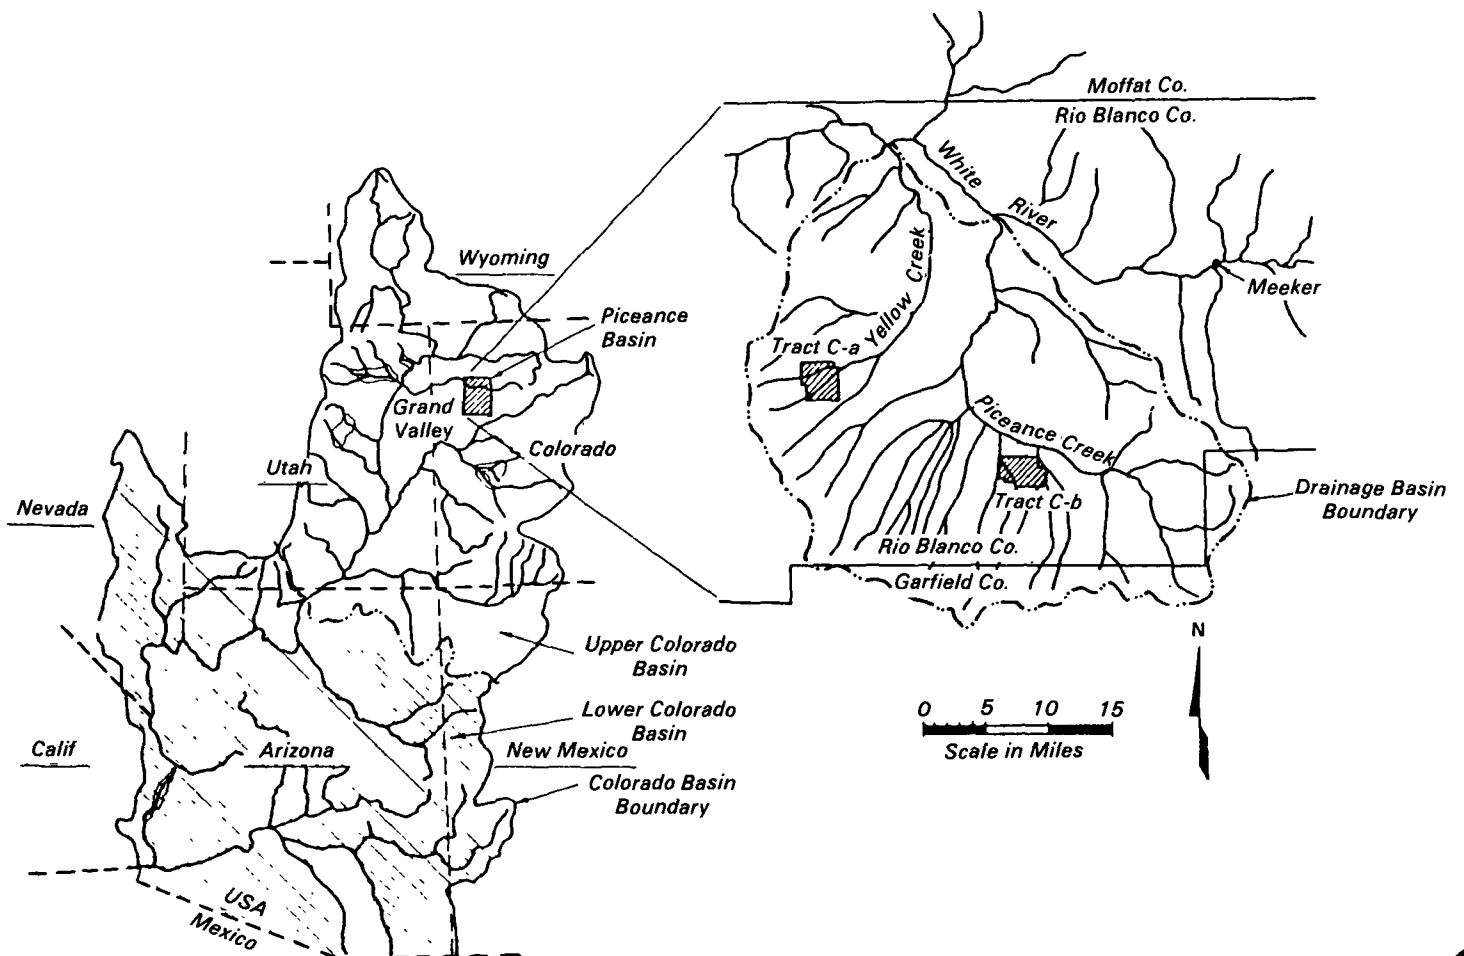 Moffat Co.
Rio Blanco Co.
White
River
Meeker
Yellow Creek
Tract C-a
Piceance Creek
Tract C-b
Drainage Basin
Boundary
Rio Blanco Co.
Garfield Co.
N
0 5 10 15
Scale in Miles
Wyoming
Piceance
Basin
Grand
Valley
Colorado
Utah
Nevada
Upper Colorado
Basin
Lower Colorado
Basin
Calif
Arizona
New Mexico
Colorado Basin
Boundary
USA
Mexico